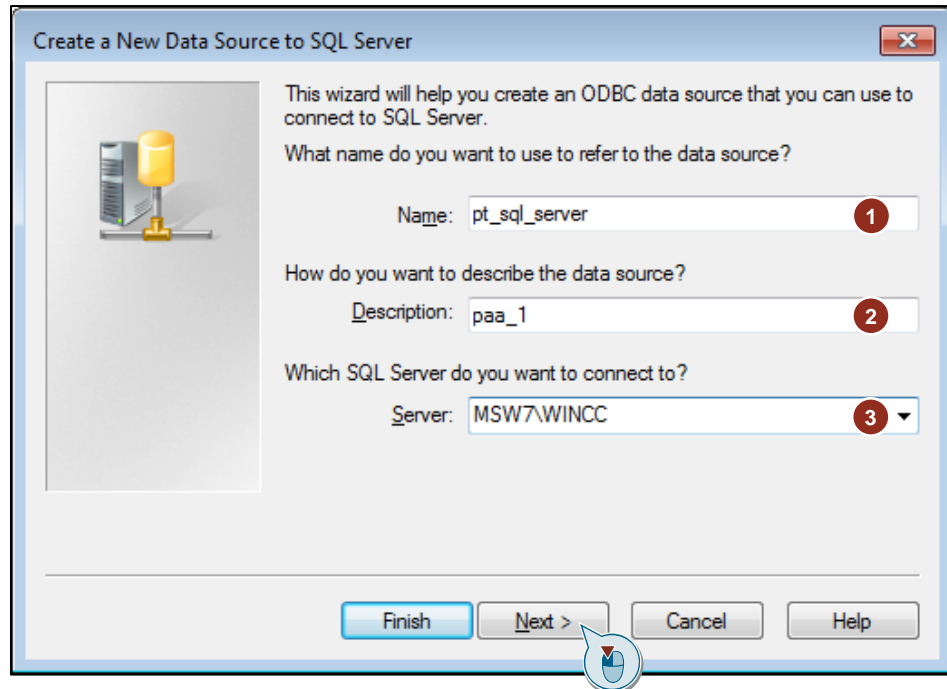 Create a New Data Source to SQL Server
This wizard will help you create an ODBC data source that you can use to
connect to SQL Server.
What name do you want to use to refer to the data source?
Name: pt_sql_server 1
How do you want to describe the data source?
Description: paa_1 2
Which SQL Server do you want to connect to?
Server: MSW7\WINCC 3
Finish Next > Cancel Help